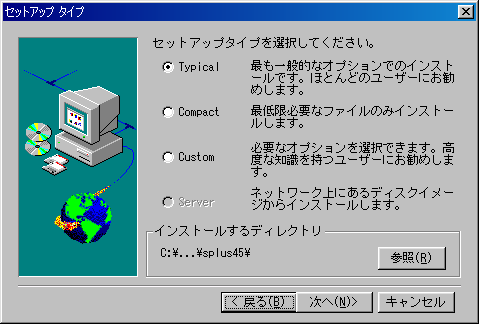 セットアップ タイプ
セットアップタイプを選択してください。
Typical
最も一般的なオプションでのインスト
ールです。ほとんどのユーザーにお勧
めします。
Compact
最低限必要なファイルのみインストー
ルします。
Custom
必要なオプションを選択できます。高
度な知識を持つユーザーにお勧めしま
す。
Server
ネットワーク上にあるディスクイメー
ジからインストールします。
インストールするディレクトリ
C:¥...¥splus45¥
参照(R)
< 戻る(B)
次へ(N)>
キャンセル